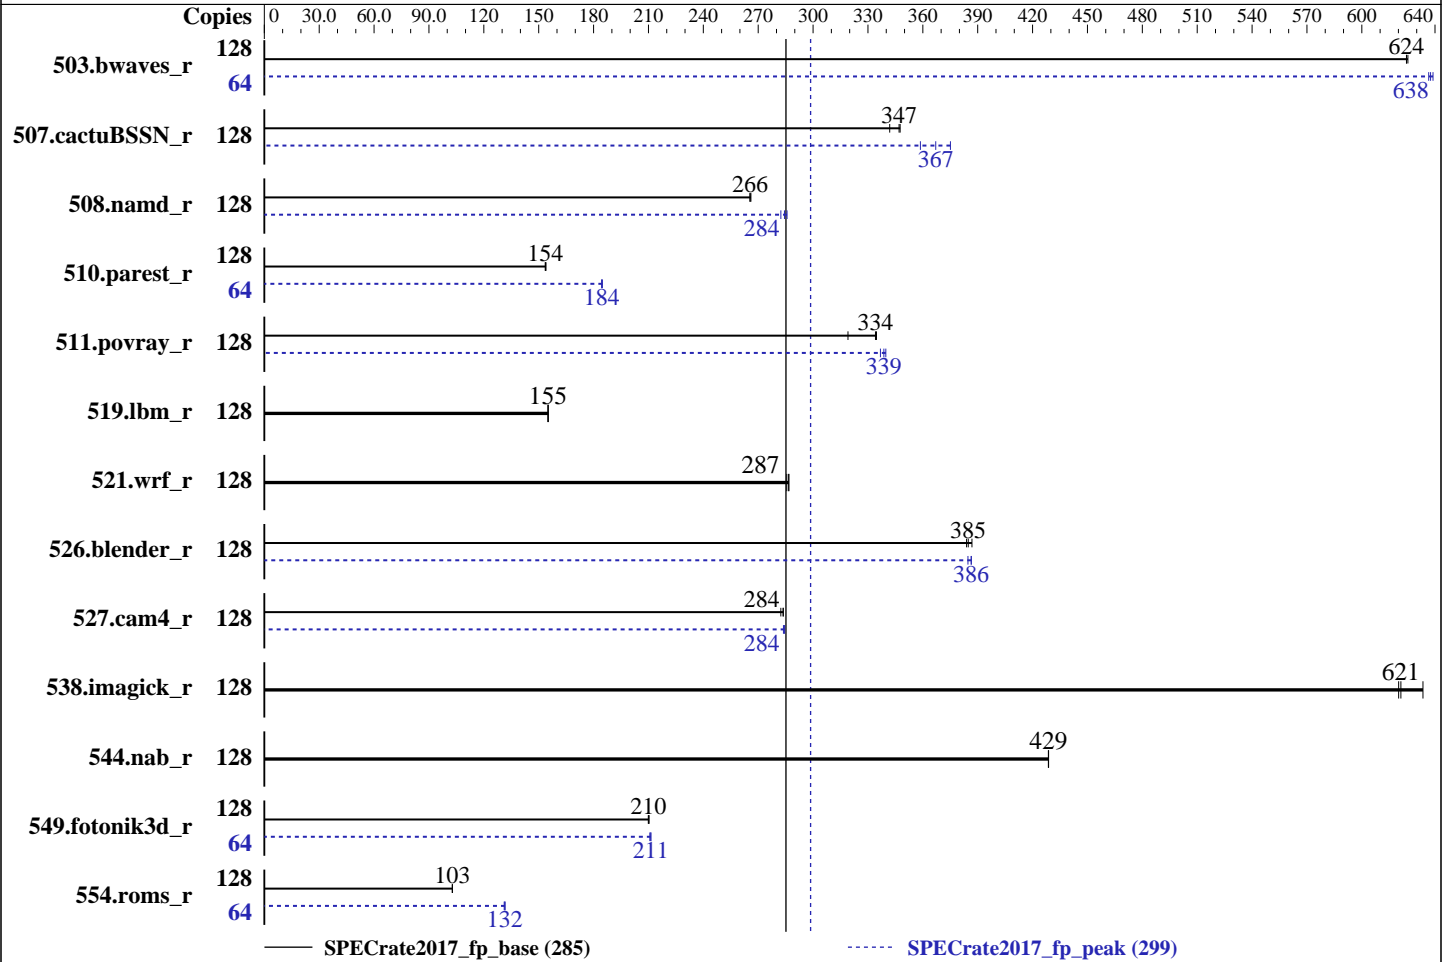 Copies 0 30.0 60.0 90.0 120 150 180 210 240 270 300 330 360 390 420 450 480 510 540 570 600 640
503.bwaves_r 128 624
64 638
507.cactuBSSN_r 128 347
367
508.namd_r 128 266
284
510.parest_r 128 154
64 184
511.povray_r 128 334
339
519.lbm_r 128 155
521.wrf_r 128 287
526.blender_r 128 385
386
527.cam4_r 128 284
284
538.imagick_r 128 621
544.nab_r 128 429
549.fotonik3d_r 128 210
64 211
554.roms_r 128 103
64 132
SPECrate2017_fp_base (285) SPECrate2017_fp_peak (299)